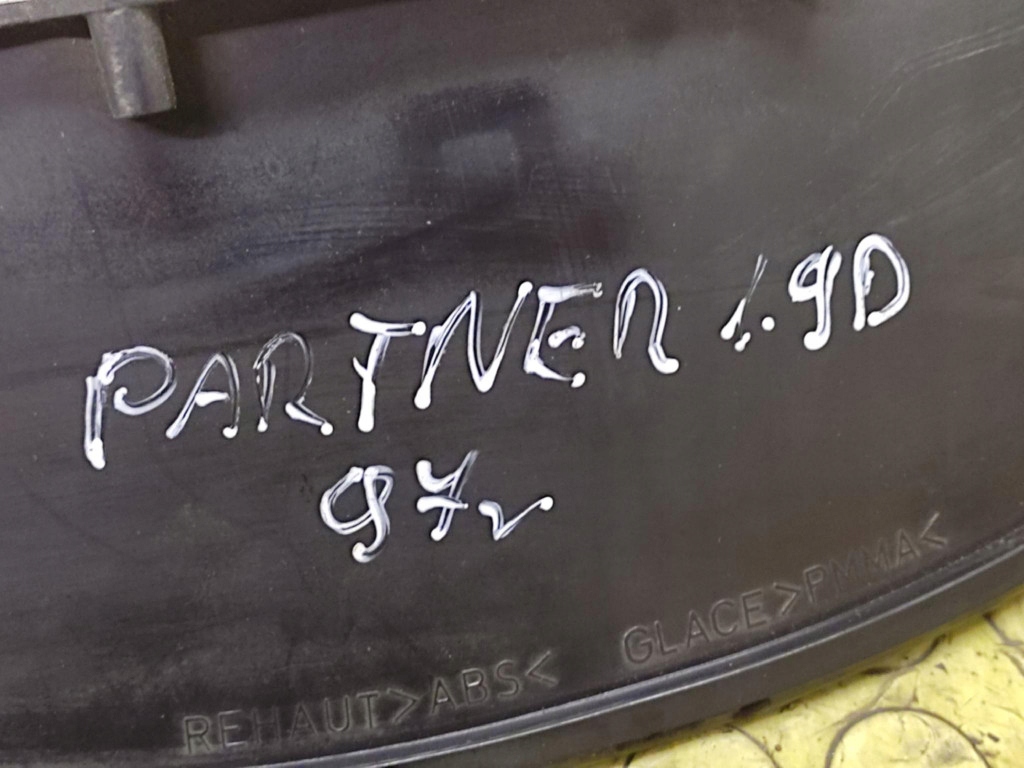 PARTNER 1.9D
97r
REHAUT>ABS<
GLACE>PMMA<